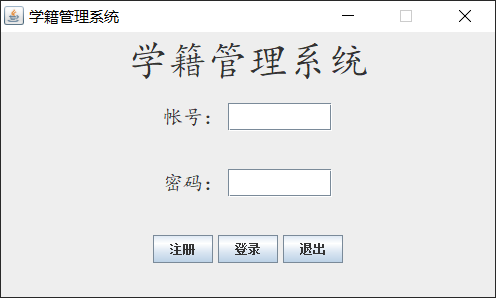 学籍管理系统
学籍管理系统
帐号：
密码：
注册 登录 退出